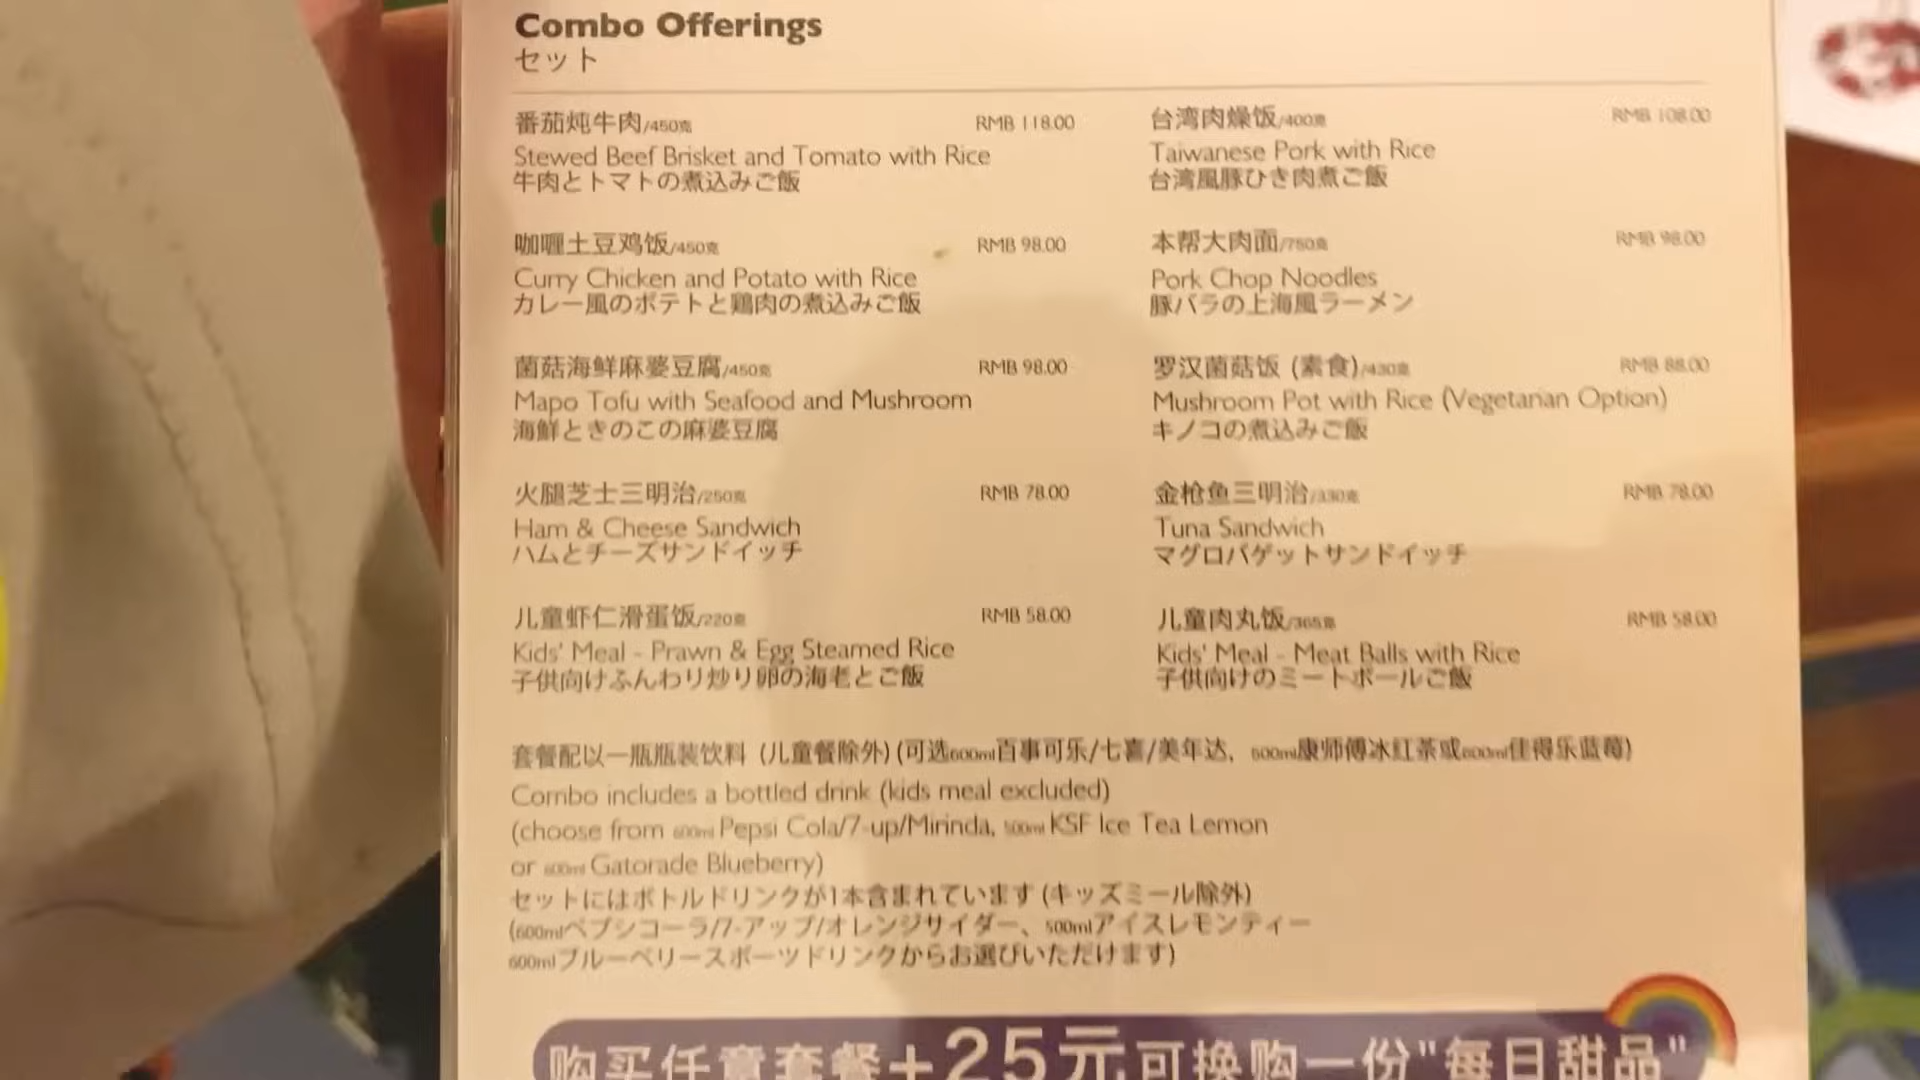 Combo Offerings
セット
番茄炖牛肉/450克 RMB 118.00
Stewed Beef Brisket and Tomato with Rice
牛肉とトマトの煮込みご飯
咖喱土豆鸡饭/450克 RMB 98.00
Curry Chicken and Potato with Rice
カレー風のポテトと鶏肉の煮込みご飯
菌菇海鲜麻婆豆腐/450克 RMB 98.00
Mapo Tofu with Seafood and Mushroom
海鮮ときのこの麻婆豆腐
火腿芝士三明治/250克 RMB 78.00
Ham & Cheese Sandwich
ハムとチーズサンドイッチ
儿童虾仁滑蛋饭/220克 RMB 58.00
Kids' Meal - Prawn & Egg Steamed Rice
子供向けふんわり炒り卵の海老とご飯
台湾肉燥饭/400克 RMB 108.00
Taiwanese Pork with Rice
台湾風豚ひき肉煮ご飯
本帮大肉面/750克 RMB 98.00
Pork Chop Noodles
豚バラの上海風ラーメン
罗汉菌菇饭 (素食)/430克 RMB 88.00
Mushroom Pot with Rice (Vegetarian Option)
キノコの煮込みご飯
金枪鱼三明治/330克 RMB 78.00
Tuna Sandwich
マグロバゲットサンドイッチ
儿童肉丸饭/365克 RMB 58.00
Kids' Meal - Meat Balls with Rice
子供向けのミートボールご飯
套餐配以一瓶瓶装饮料 (儿童餐除外) (可选600ml百事可乐/七喜/美年达, 500ml康师傅冰红茶或600ml佳得乐蓝莓)
Combo includes a bottled drink (kids meal excluded)
(choose from 600ml Pepsi Cola/7-up/Mirinda, 500ml KSF Ice Tea Lemon
or 600ml Gatorade Blueberry)
セットにはボトルドリンクが1本含まれています (キッズミール除外)
(600mlペプシコーラ/7-アップ/オレンジサイダー、500mlアイスレモンティー
600mlブルーベリースポーツドリンクからお選びいただけます)
购买任意套餐+25元可换购一份"每日甜品"